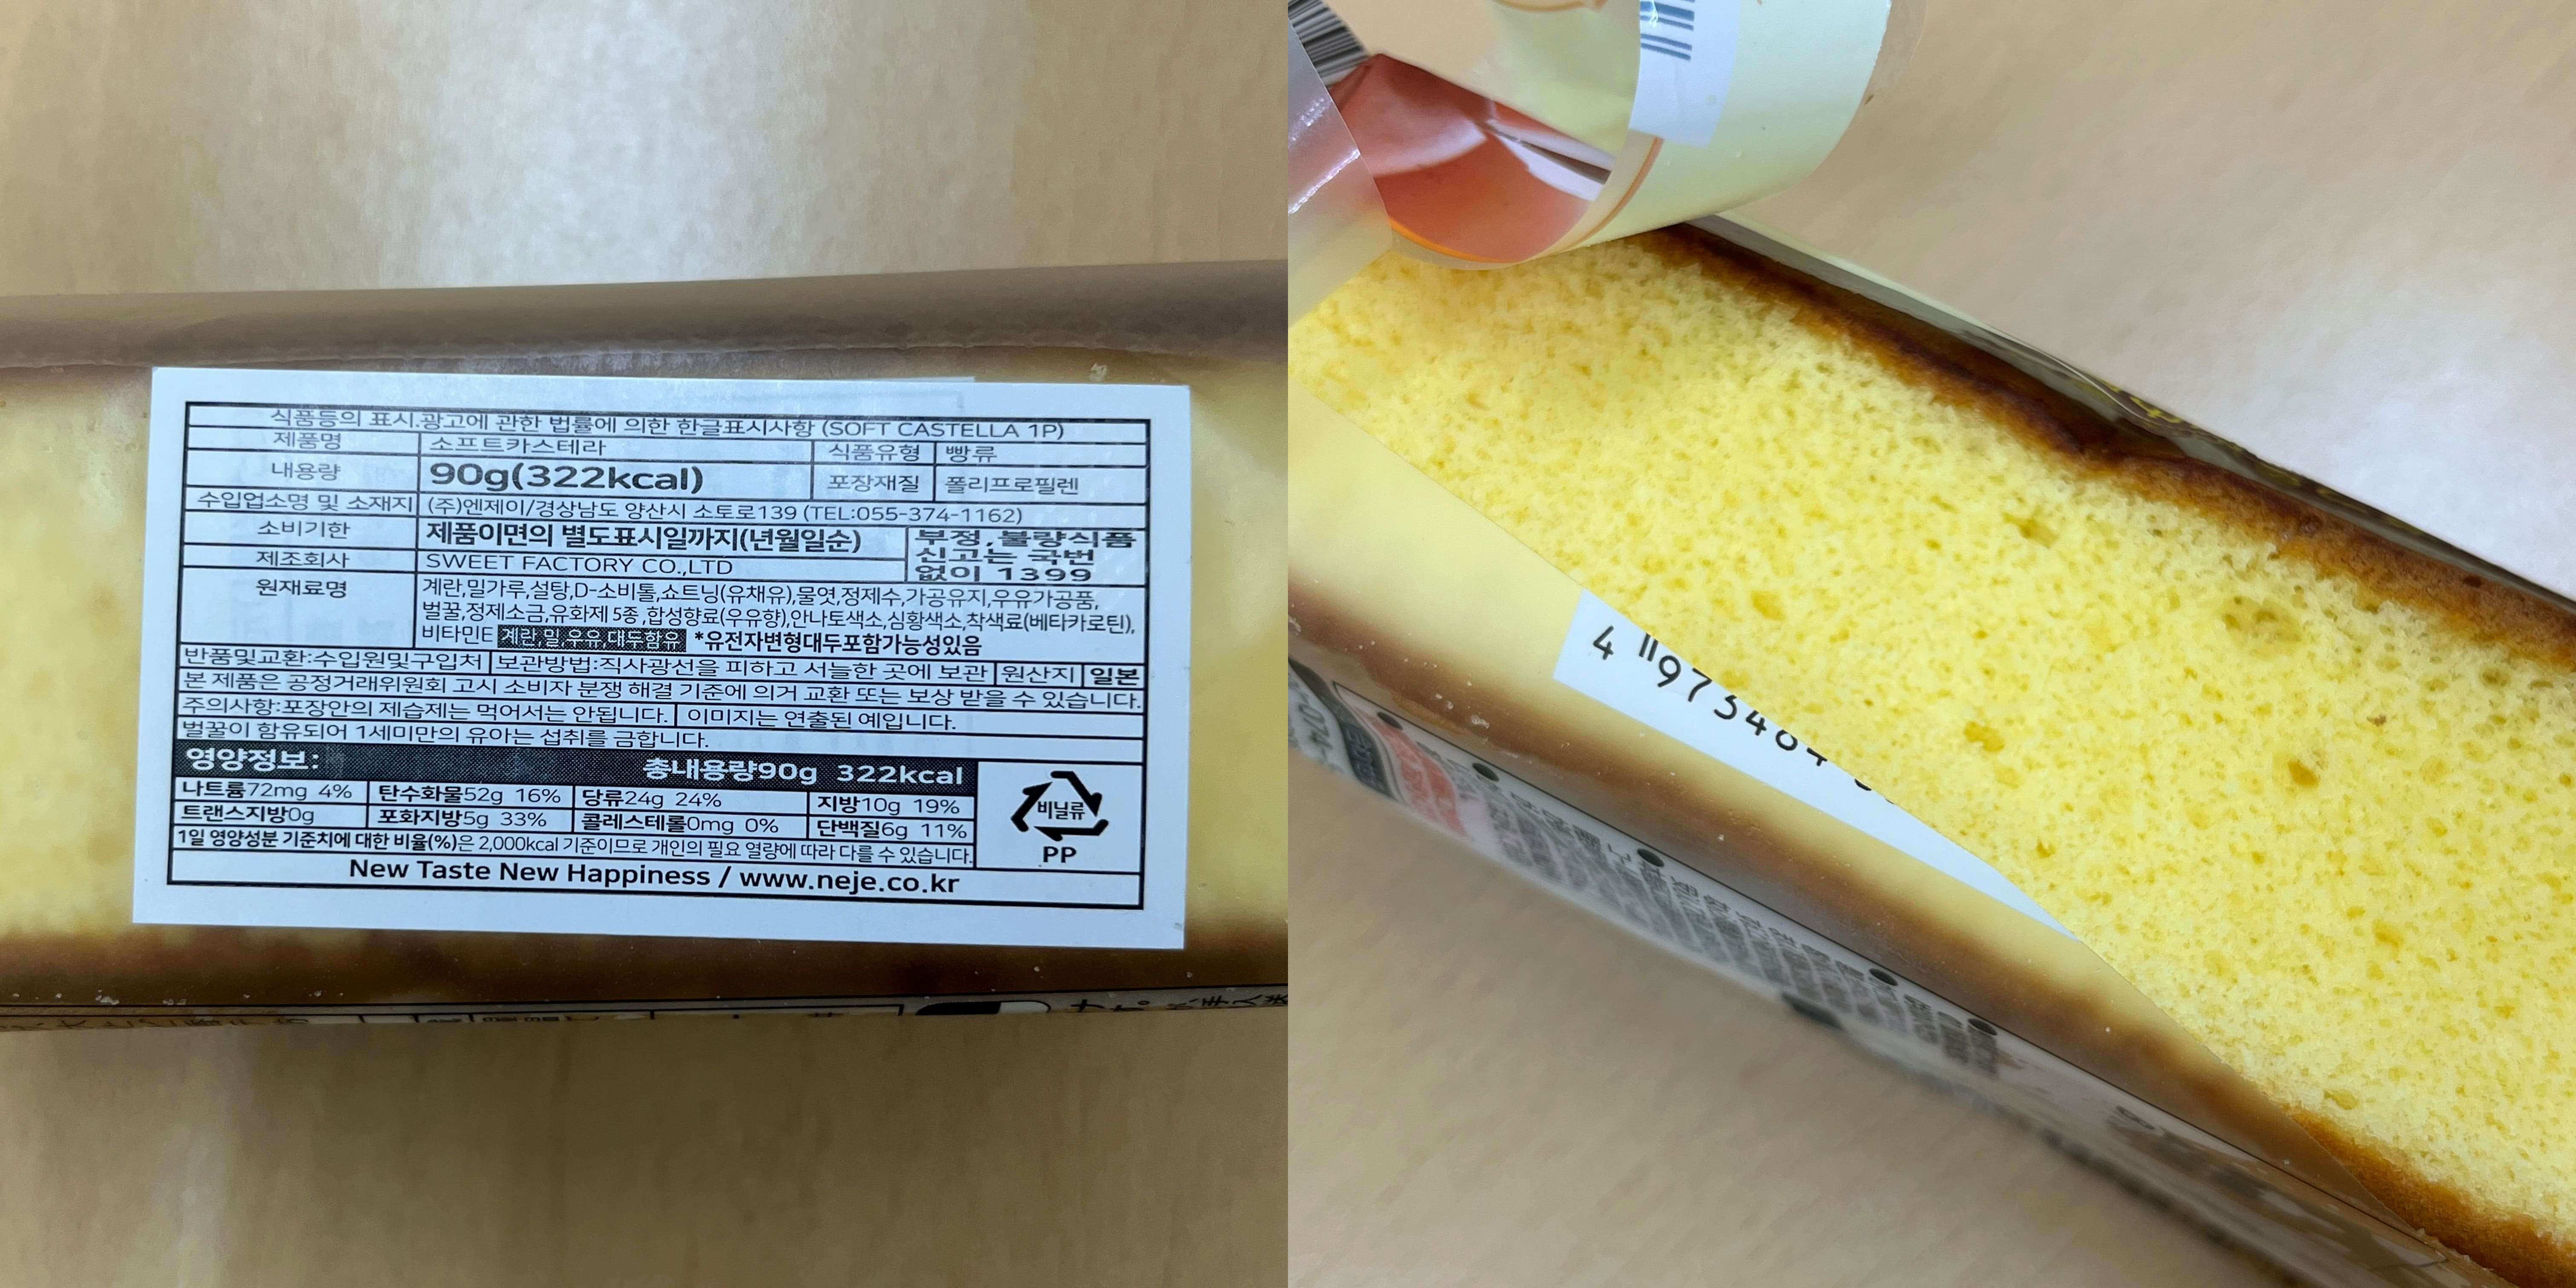 식품등의 표시.광고에 관한 법률에 의한 한글표시사항 (SOFT CASTELLA 1P)
제품명 소프트카스테라 식품유형 빵류
내용량 90g(322kcal) 포장재질 폴리프로필렌
수입업소명 및 소재지 (주)엔제이/경상남도 양산시 소토로139 (TEL:055-374-1162)
소비기한 제품이면의 별도표시일까지(년월일순)
부정,불량식품
신고는 국번
없이 1399
제조회사 SWEET FACTORY CO.,LTD
원재료명 계란,밀가루,설탕,D-소비톨,쇼트닝(유채유),물엿,정제수,가공유지,우유가공품,
벌꿀,정제소금,유화제 5종,합성향료(우유향),안나토색소,심황색소,착색료(베타카로틴),
비타민E 계란,밀,우유,대두함유 *유전자변형대두포함가능성있음
반품및교환:수입원및구입처 보관방법:직사광선을 피하고 서늘한 곳에 보관 원산지 일본
본 제품은 공정거래위원회 고시 소비자 분쟁 해결 기준에 의거 교환 또는 보상 받을 수 있습니다.
주의사항:포장안의 제습제는 먹어서는 안됩니다. 이미지는 연출된 예입니다.
벌꿀이 함유되어 1세미만의 유아는 섭취를 금합니다.
영양정보: 총내용량90g 322kcal
나트륨72mg 4% 탄수화물52g 16% 당류24g 24% 지방10g 19%
트랜스지방0g 포화지방5g 33% 콜레스테롤0mg 0% 단백질6g 11%
1일 영양성분 기준치에 대한 비율(%)은 2,000kcal 기준이므로 개인의 필요 열량에 따라 다를 수 있습니다.
비닐류
PP
New Taste New Happiness / www.neje.co.kr
4 973464